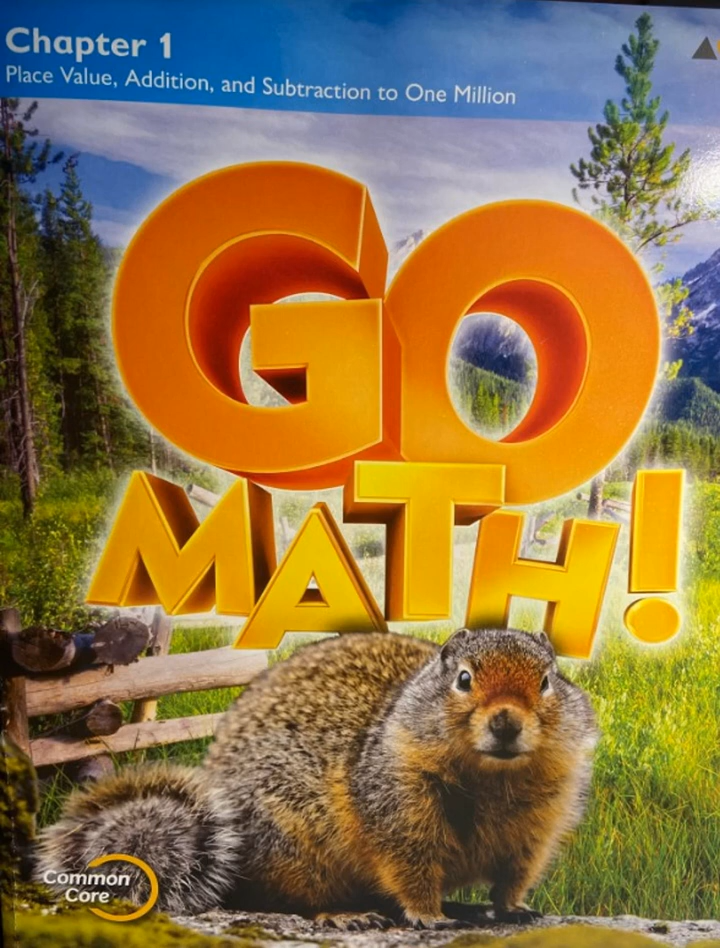 Chapter 1
Place Value, Addition, and Subtraction to One Million
GO
MATH!
Common
Core